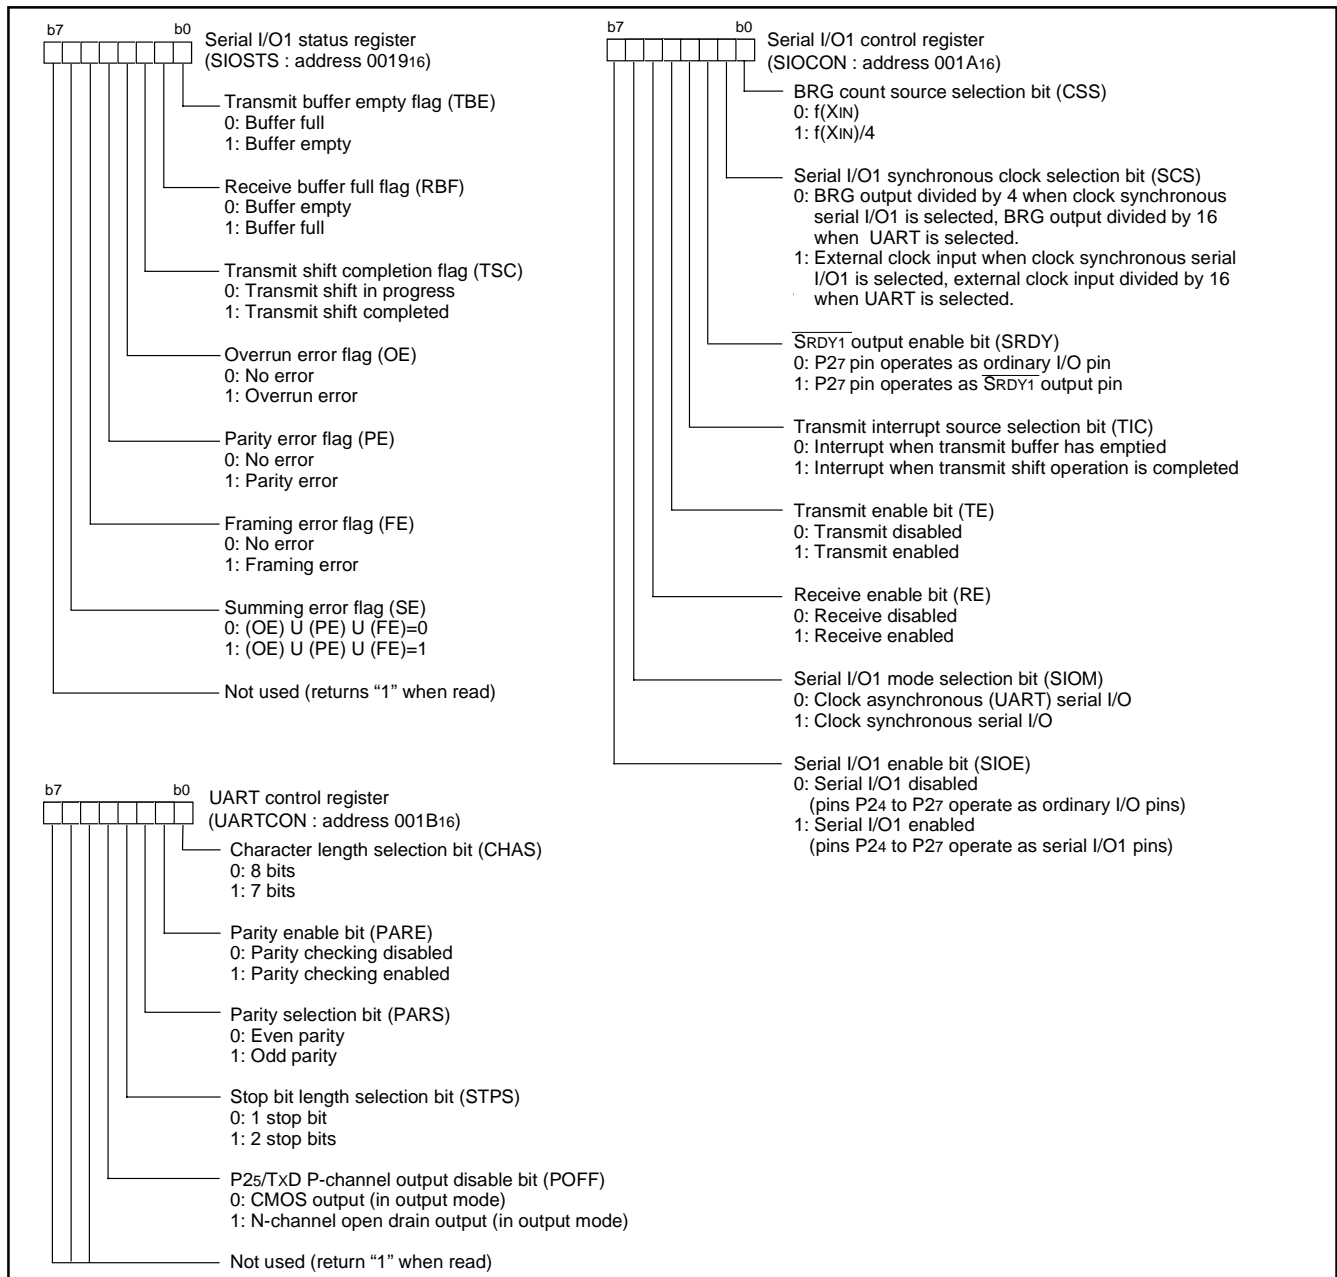 b7 b0
Serial I/O1 status register
(SIOSTS : address 001916)
Transmit buffer empty flag (TBE)
0: Buffer full
1: Buffer empty
Receive buffer full flag (RBF)
0: Buffer empty
1: Buffer full
Transmit shift completion flag (TSC)
0: Transmit shift in progress
1: Transmit shift completed
Overrun error flag (OE)
0: No error
1: Overrun error
Parity error flag (PE)
0: No error
1: Parity error
Framing error flag (FE)
0: No error
1: Framing error
Summing error flag (SE)
0: (OE) U (PE) U (FE)=0
1: (OE) U (PE) U (FE)=1
Not used (returns “1” when read)
b7 b0
UART control register
(UARTCON : address 001B16)
Character length selection bit (CHAS)
0: 8 bits
1: 7 bits
Parity enable bit (PARE)
0: Parity checking disabled
1: Parity checking enabled
Parity selection bit (PARS)
0: Even parity
1: Odd parity
Stop bit length selection bit (STPS)
0: 1 stop bit
1: 2 stop bits
P25/TXD P-channel output disable bit (POFF)
0: CMOS output (in output mode)
1: N-channel open drain output (in output mode)
Not used (return “1” when read)
b7 b0
Serial I/O1 control register
(SIOCON : address 001A16)
BRG count source selection bit (CSS)
0: f(XIN)
1: f(XIN)/4
Serial I/O1 synchronous clock selection bit (SCS)
0: BRG output divided by 4 when clock synchronous
serial I/O1 is selected, BRG output divided by 16
when UART is selected.
1: External clock input when clock synchronous serial
I/O1 is selected, external clock input divided by 16
when UART is selected.
SRDY1 output enable bit (SRDY)
0: P27 pin operates as ordinary I/O pin
1: P27 pin operates as SRDY1 output pin
Transmit interrupt source selection bit (TIC)
0: Interrupt when transmit buffer has emptied
1: Interrupt when transmit shift operation is completed
Transmit enable bit (TE)
0: Transmit disabled
1: Transmit enabled
Receive enable bit (RE)
0: Receive disabled
1: Receive enabled
Serial I/O1 mode selection bit (SIOM)
0: Clock asynchronous (UART) serial I/O
1: Clock synchronous serial I/O
Serial I/O1 enable bit (SIOE)
0: Serial I/O1 disabled
(pins P24 to P27 operate as ordinary I/O pins)
1: Serial I/O1 enabled
(pins P24 to P27 operate as serial I/O1 pins)